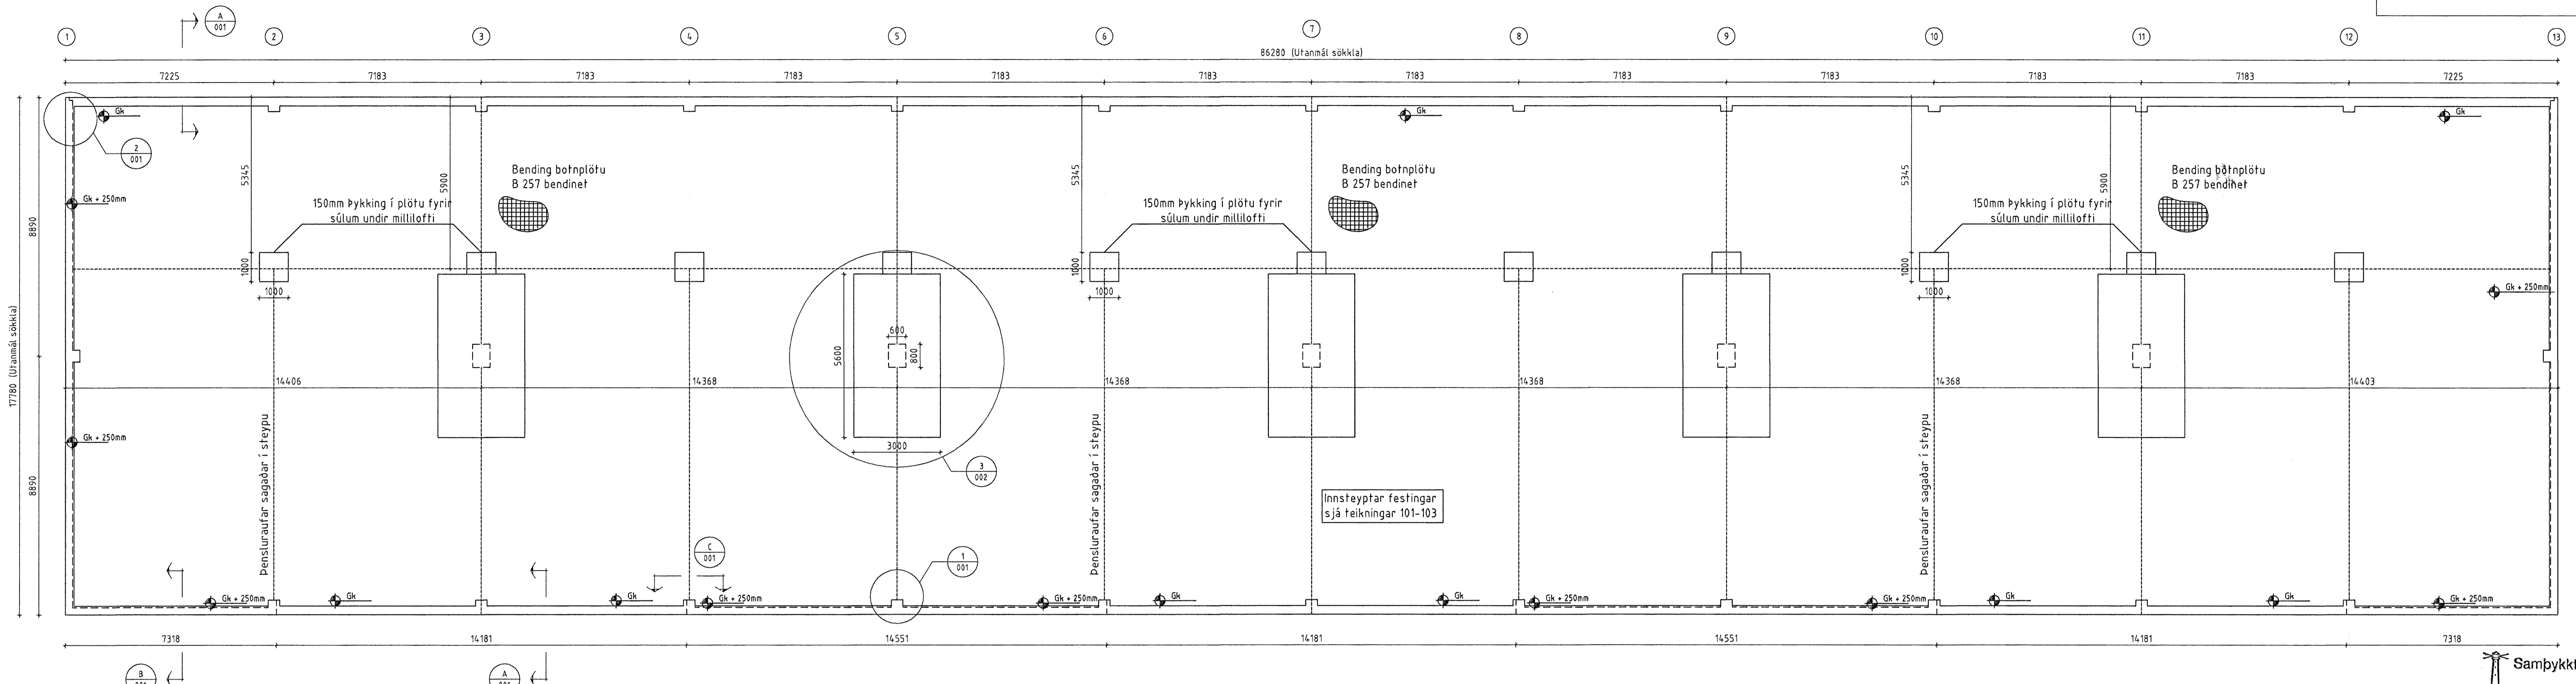 A
001
1
2
3
4
5
6
7
8
9
10
11
12
13
86280 (Utanmál sökkla)
7225
7183
7183
7183
7183
7183
7183
7183
7183
7183
7183
7225
Gk
Gk
Gk
2
001
5345
5900
5345
5345
5900
Bending botnplötu
B 257 bendinet
Bending botnplötu
B 257 bendinet
Bending botnplötu
B 257 bendinet
Gk + 250mm
150mm Þykking í plötu fyrir
súlum undir millilofti
150mm Þykking í plötu fyrir
súlum undir millilofti
150mm Þykking í plötu fyrir
súlum undir millilofti
8890
1000
1000
1000
1000
1000
1000
Gk + 250mm
17780 (Utanmál sökkla)
600
800
5600
3000
14406
14368
14368
14368
14368
14403
Gk + 250mm
3
002
8890
Þensluraufar sagaðar í steypu
Þensluraufar sagaðar í steypu
Þensluraufar sagaðar í steypu
Innsteyptar festingar
sjá teikningar 101-103
C
001
1
001
Gk + 250mm
Gk
Gk
Gk + 250mm
Gk + 250mm
Gk
Gk
Gk + 250mm
Gk + 250mm
Gk
Gk
Gk + 250mm
7318
14181
14551
14181
14551
14181
7318
B
A